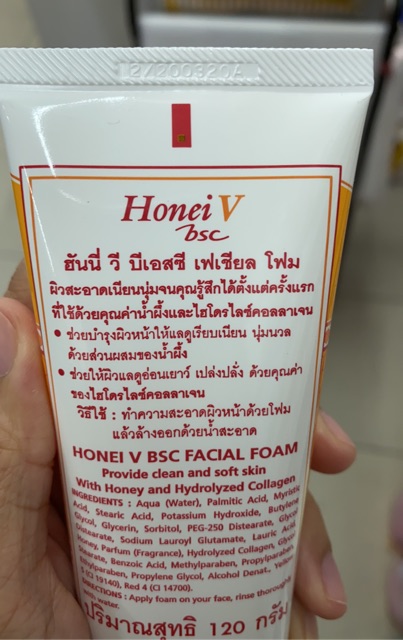 Honei V
bsc
ฮันนี่ วี บีเอสซี เฟเชียล โฟม
ผิวสะอาดเนียนนุ่มจนคุณรู้สึกได้ตั้งแต่ครั้งแรก
ที่ใช้ด้วยคุณค่าน้ำผึ้งและไฮโดรไลซ์คอลลาเจน
• ช่วยบำรุงผิวหน้าให้แลดูเรียบเนียน นุ่มนวล
ด้วยส่วนผสมของน้ำผึ้ง
• ช่วยให้ผิวแลดูอ่อนเยาว์ เปล่งปลั่ง ด้วยคุณค่า
ของไฮโดรไลซ์คอลลาเจน
วิธีใช้ : ทำความสะอาดผิวหน้าด้วยโฟม
แล้วล้างออกด้วยน้ำสะอาด
HONEI V BSC FACIAL FOAM
Provide clean and soft skin
With Honey and Hydrolyzed Collagen
INGREDIENTS : Aqua (Water), Palmitic Acid, Myristic
Acid, Stearic Acid, Potassium Hydroxide, Butylene
Glycol, Glycerin, Sorbitol, PEG-250 Distearate, Glycol
Distearate, Sodium Lauroyl Glutamate, Lauric Acid,
Honey, Parfum (Fragrance), Hydrolyzed Collagen, Glycol
Stearate, Benzoic Acid, Methylparaben, Propylparaben,
Ethylparaben, Propylene Glycol, Alcohol Denat., Yellow
5 (CI 19140), Red 4 (CI 14700).
DIRECTIONS : Apply foam on your face, rinse thoroughly
with water.
ปริมาณสุทธิ 120 กรัม